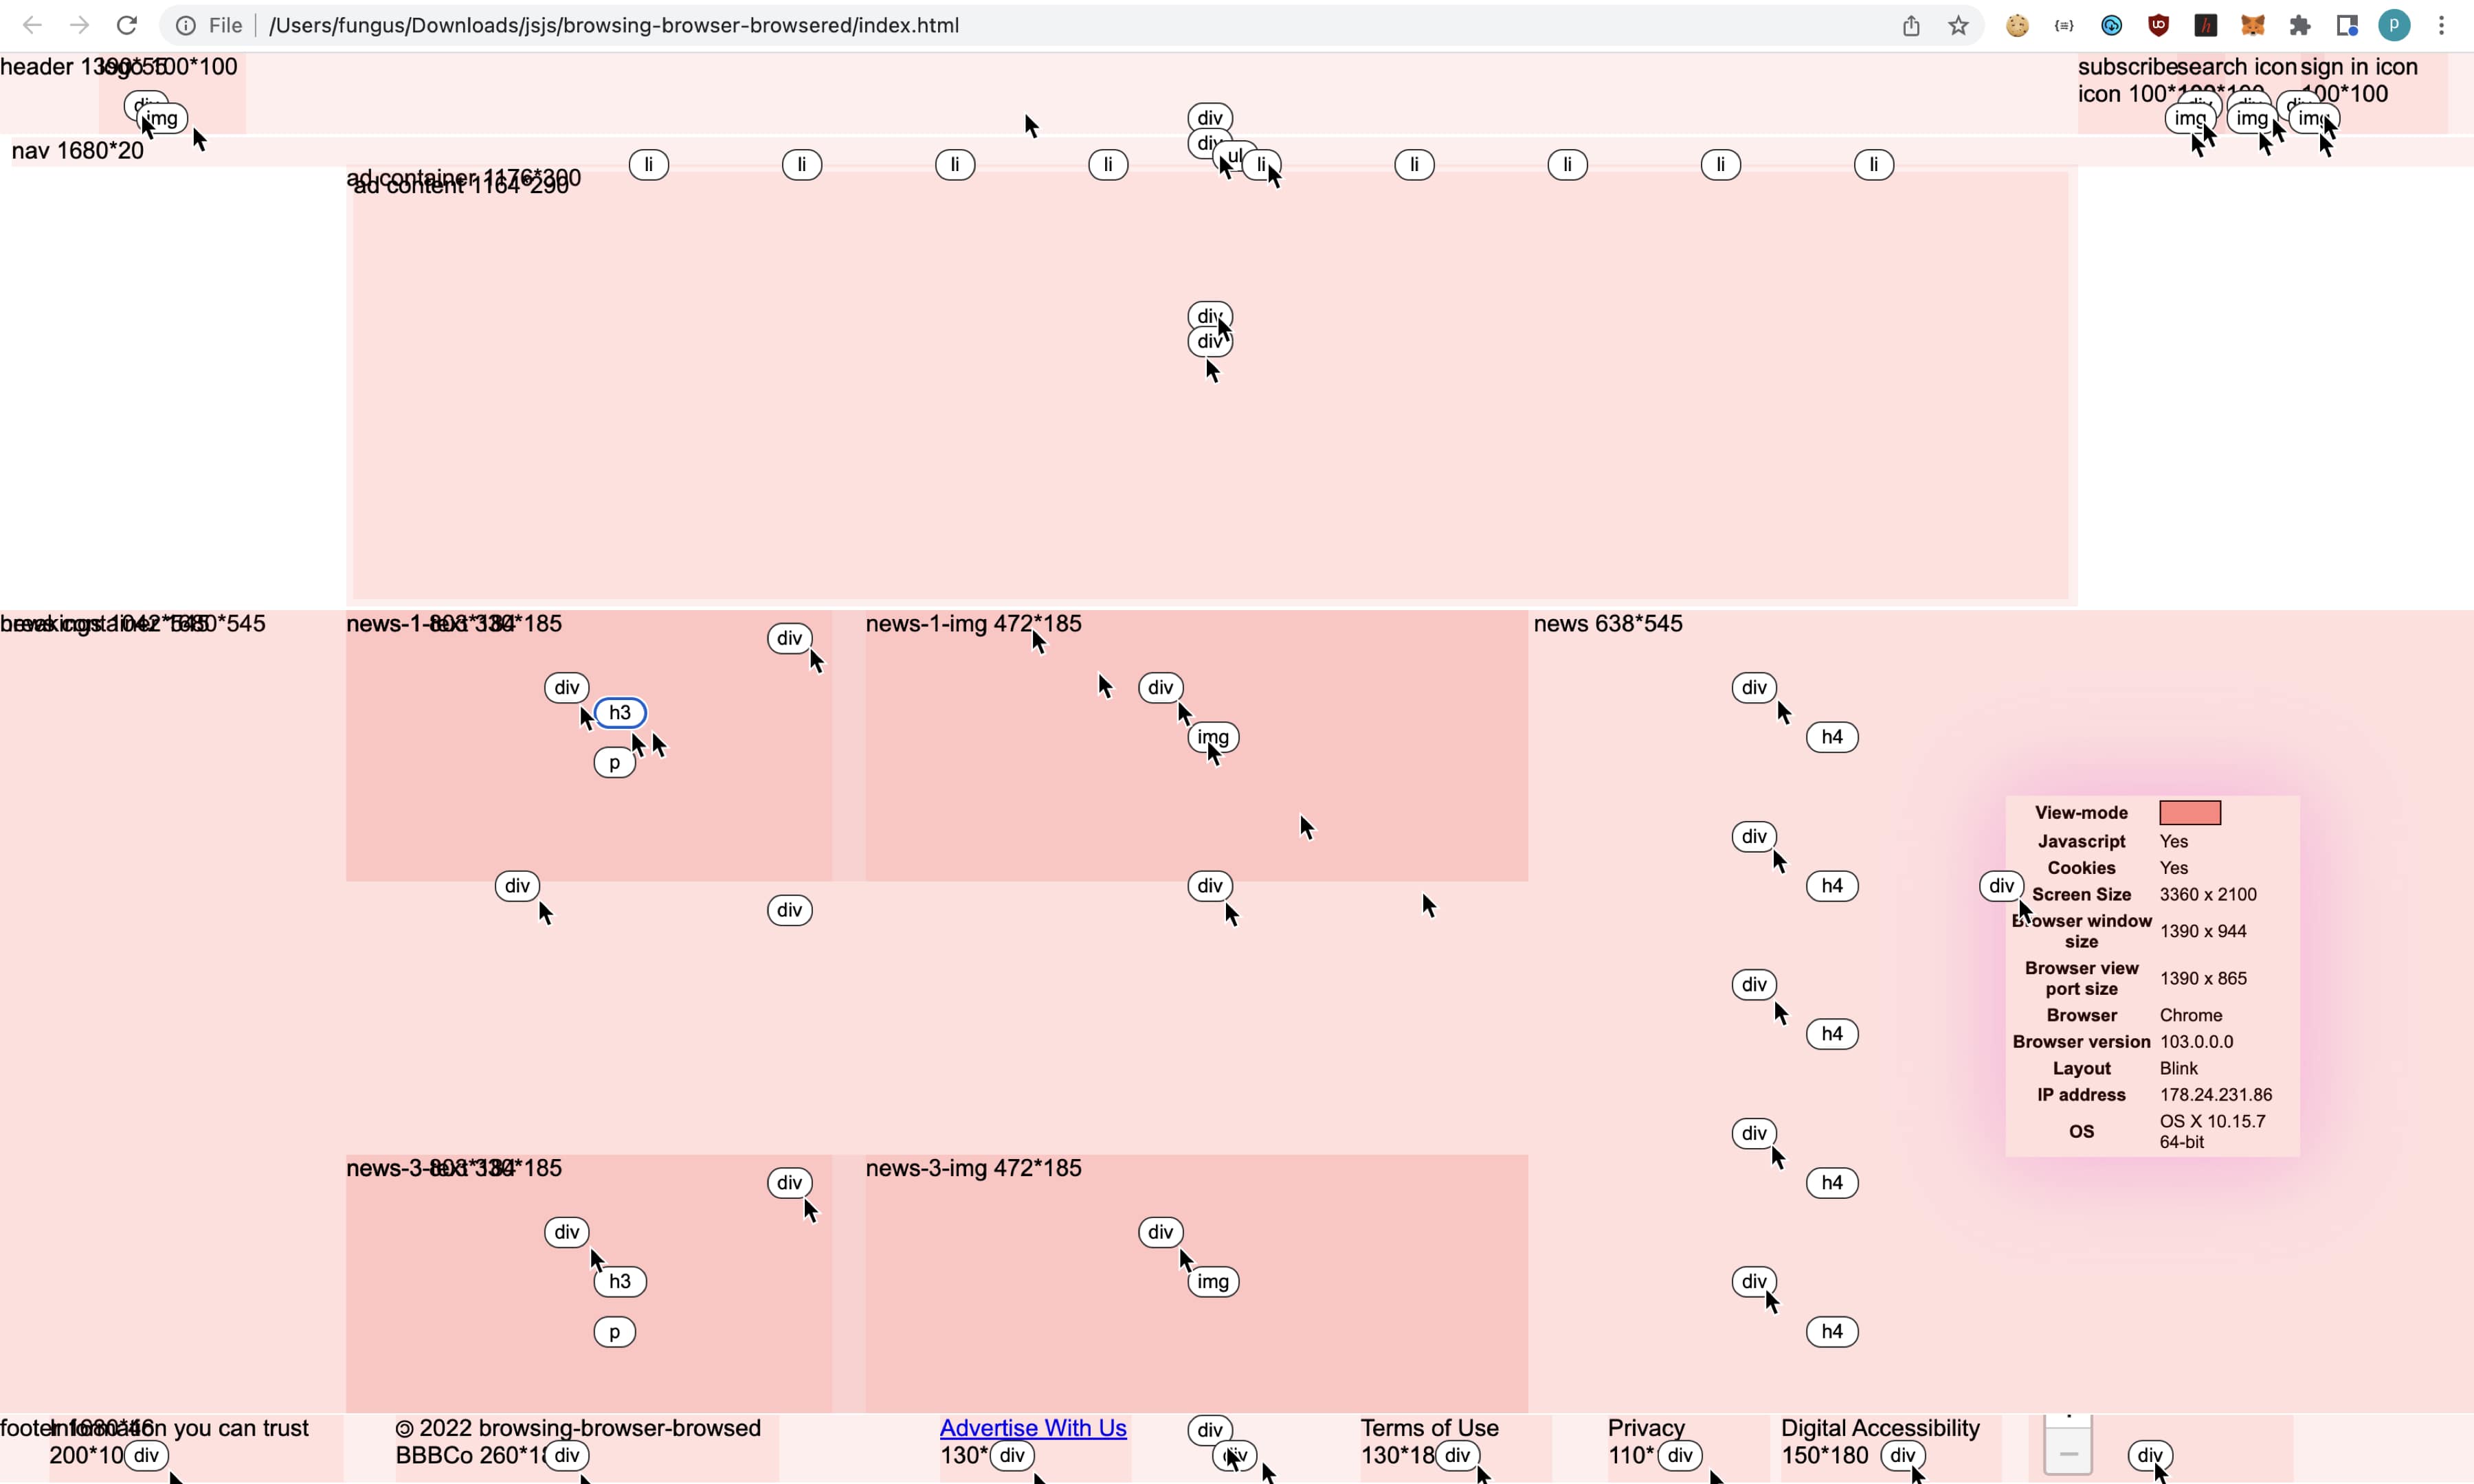 File /Users/fungus/Downloads/jsjs/browsing-browser-browsered/index.html
p
header 1390*55
logo 100*100
div
img
div
div
ul
subscribe
icon 100*
search icon
sign in icon
100*100
div
div
div
img
img
img
nav 1680*20
li
li
li
li
li
li
li
li
li
ad container 1176*300
ad content 1164*290
div
div
breakings 1042*545
news container 1680*545
news-1-text 334*185
div
div
h3
p
news-1-img 472*185
div
img
div
div
div
news 638*545
div
h4
div
h4
div
h4
div
h4
div
h4
div
View-mode
Javascript Yes
Cookies Yes
Screen Size 3360 x 2100
Browser window size 1390 x 944
Browser view port size 1390 x 865
Browser Chrome
Browser version 103.0.0.0
Layout Blink
IP address 178.24.231.86
OS OS X 10.15.7 64-bit
news-3-text 334*185
div
div
h3
p
news-3-img 472*185
div
img
footer 1680*46
Information you can trust
200*10
div
© 2022 browsing-browser-browsed
BBBCo 260*18
div
Advertise With Us
130*
div
div
div
Terms of Use
130*18
div
Privacy
110*
div
Digital Accessibility
150*180
div
div